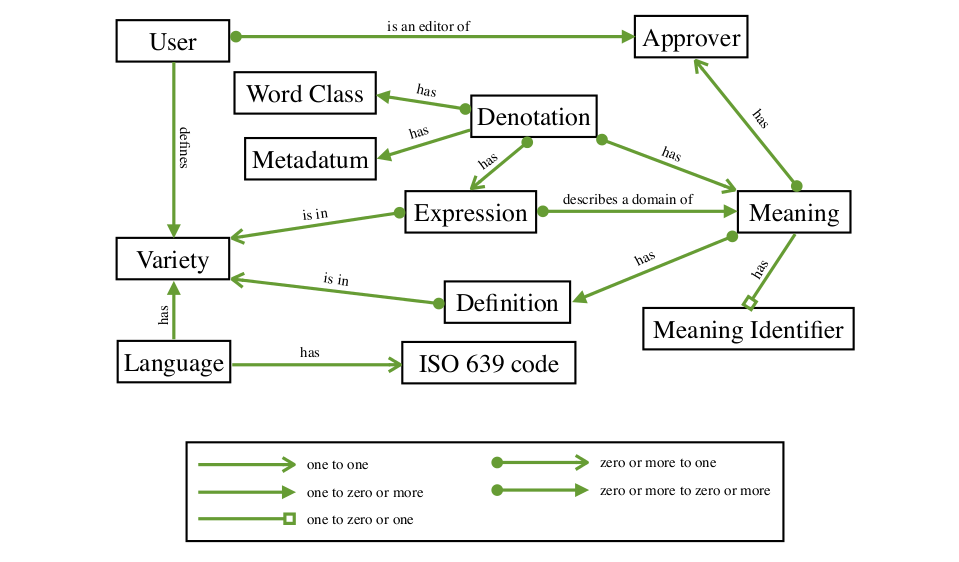 is an editor of
User
Approver
Word Class
has
Denotation
has
has
Metadatum
defines
has
has
describes a domain of
is in
Expression
Meaning
Variety
is in
has
has
Definition
has
Meaning Identifier
has
Language
ISO 639 code
one to one
zero or more to one
one to zero or more
zero or more to zero or more
one to zero or one